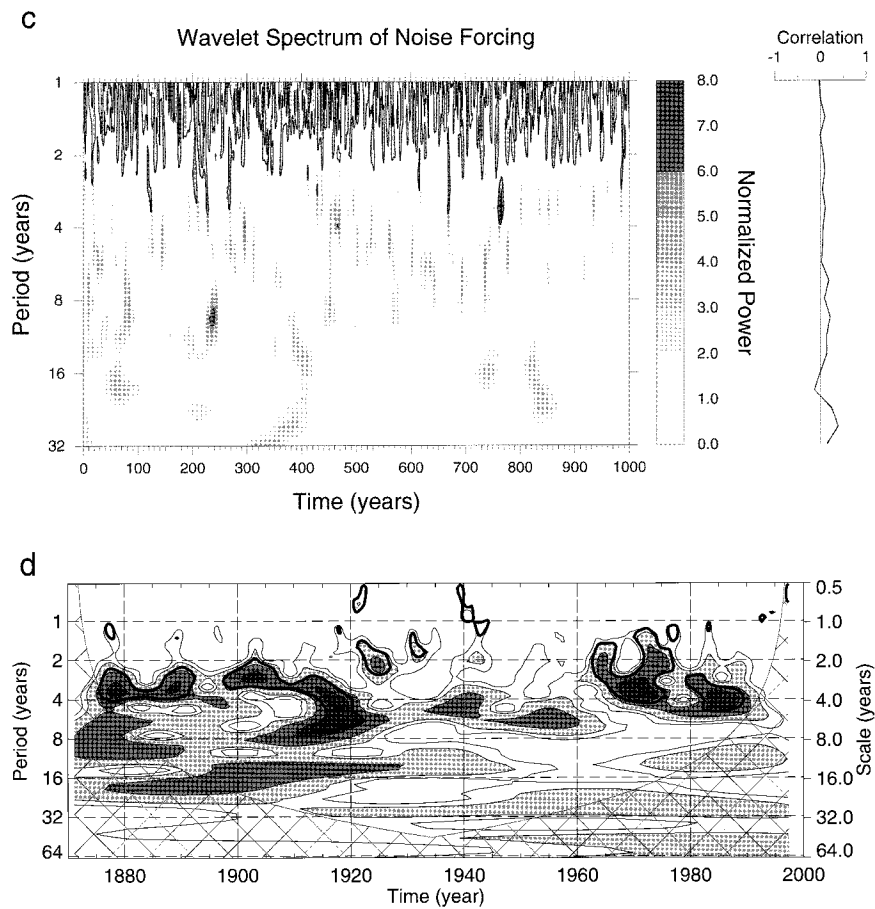 c
Wavelet Spectrum of Noise Forcing
Correlation
-1 0 1
1
2
4
8
16
32
Period (years)
0 100 200 300 400 500 600 700 800 900 1000
Time (years)
8.0
7.0
6.0
5.0
4.0
3.0
2.0
1.0
0.0
Normalized Power
d
1
2
4
8
16
32
64
Period (years)
0.5
1.0
2.0
4.0
8.0
16.0
32.0
64.0
Scale (years)
1880 1900 1920 1940 1960 1980 2000
Time (year)